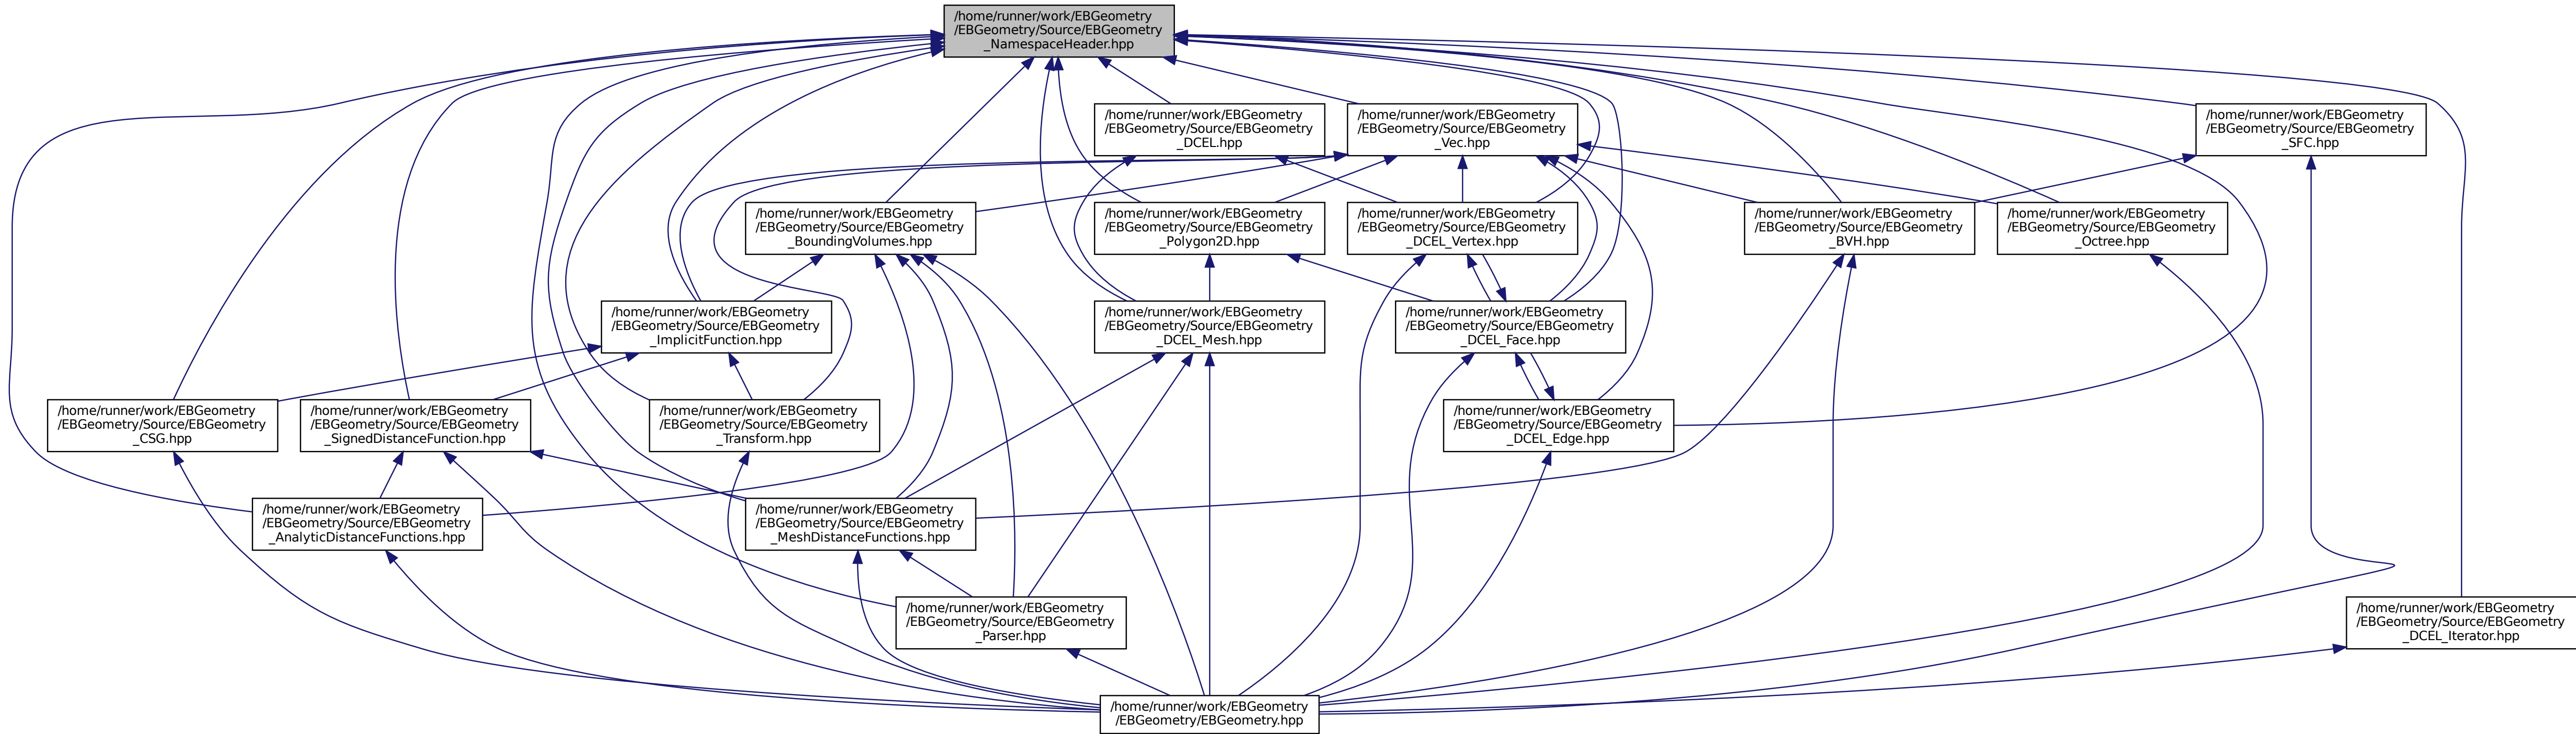 /home/runner/work/EBGeometry
/EBGeometry/Source/EBGeometry
_NamespaceHeader.hpp
/home/runner/work/EBGeometry
/EBGeometry/Source/EBGeometry
_DCEL.hpp
/home/runner/work/EBGeometry
/EBGeometry/Source/EBGeometry
_Vec.hpp
/home/runner/work/EBGeometry
/EBGeometry/Source/EBGeometry
_SFC.hpp
/home/runner/work/EBGeometry
/EBGeometry/Source/EBGeometry
_BoundingVolumes.hpp
/home/runner/work/EBGeometry
/EBGeometry/Source/EBGeometry
_Polygon2D.hpp
/home/runner/work/EBGeometry
/EBGeometry/Source/EBGeometry
_DCEL_Vertex.hpp
/home/runner/work/EBGeometry
/EBGeometry/Source/EBGeometry
_BVH.hpp
/home/runner/work/EBGeometry
/EBGeometry/Source/EBGeometry
_Octree.hpp
/home/runner/work/EBGeometry
/EBGeometry/Source/EBGeometry
_ImplicitFunction.hpp
/home/runner/work/EBGeometry
/EBGeometry/Source/EBGeometry
_DCEL_Mesh.hpp
/home/runner/work/EBGeometry
/EBGeometry/Source/EBGeometry
_DCEL_Face.hpp
/home/runner/work/EBGeometry
/EBGeometry/Source/EBGeometry
_CSG.hpp
/home/runner/work/EBGeometry
/EBGeometry/Source/EBGeometry
_SignedDistanceFunction.hpp
/home/runner/work/EBGeometry
/EBGeometry/Source/EBGeometry
_Transform.hpp
/home/runner/work/EBGeometry
/EBGeometry/Source/EBGeometry
_DCEL_Edge.hpp
/home/runner/work/EBGeometry
/EBGeometry/Source/EBGeometry
_AnalyticDistanceFunctions.hpp
/home/runner/work/EBGeometry
/EBGeometry/Source/EBGeometry
_MeshDistanceFunctions.hpp
/home/runner/work/EBGeometry
/EBGeometry/Source/EBGeometry
_Parser.hpp
/home/runner/work/EBGeometry
/EBGeometry/Source/EBGeometry
_DCEL_Iterator.hpp
/home/runner/work/EBGeometry
/EBGeometry/EBGeometry.hpp